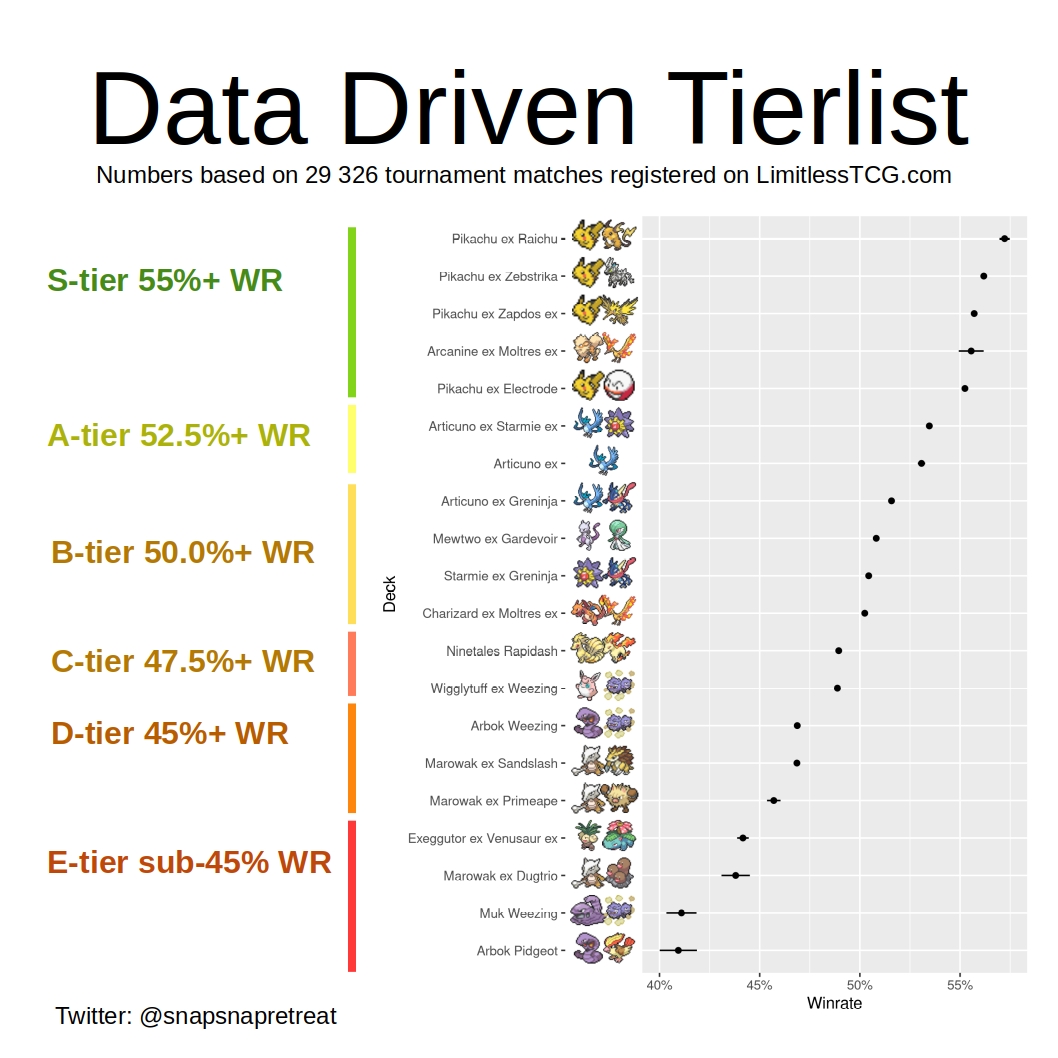 Data Driven Tierlist
Numbers based on 29 326 tournament matches registered on LimitlessTCG.com
S-tier 55%+ WR
A-tier 52.5%+ WR
B-tier 50.0%+ WR
C-tier 47.5%+ WR
D-tier 45%+ WR
E-tier sub-45% WR
Deck
Pikachu ex Raichu
Pikachu ex Zebstrika
Pikachu ex Zapdos ex
Arcanine ex Moltres ex
Pikachu ex Electrode
Articuno ex Starmie ex
Articuno ex
Articuno ex Greninja
Mewtwo ex Gardevoir
Starmie ex Greninja
Charizard ex Moltres ex
Ninetales Rapidash
Wigglytuff ex Weezing
Arbok Weezing
Marowak ex Sandslash
Marowak ex Primeape
Exeggutor ex Venusaur ex
Marowak ex Dugtrio
Muk Weezing
Arbok Pidgeot
40% 45% 50% 55%
Winrate
Twitter: @snapsnapretreat